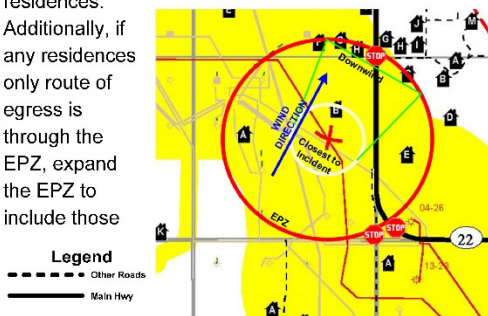 residences.
Additionally, if
any residences
only route of
egress is
through the
EPZ, expand
the EPZ to
include those
Legend
Other Roads
Main Hwy
E
F
G
H
G
H
I
J
M
A
B
STOP
Downwind
WIND
DIRECTION
B
D
A
Closest to
Incident
E
EPZ
04-26
STOP
STOP
22
K
A
13-23
A
A